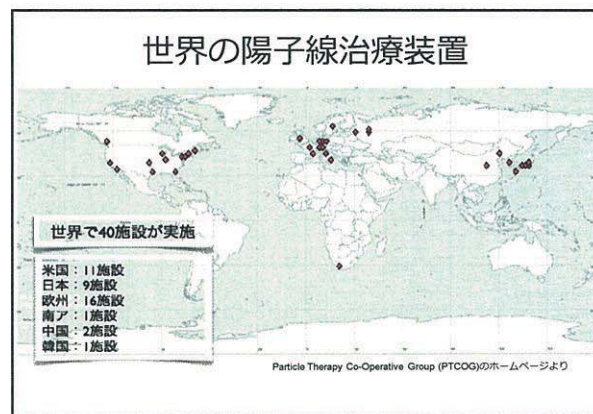 世界の陽子線治療装置
世界で40施設が実施
米国：11施設
日本：9施設
欧州：16施設
南ア：1施設
中国：2施設
韓国：1施設
Particle Therapy Co-Operative Group (PTCOG)のホームページより